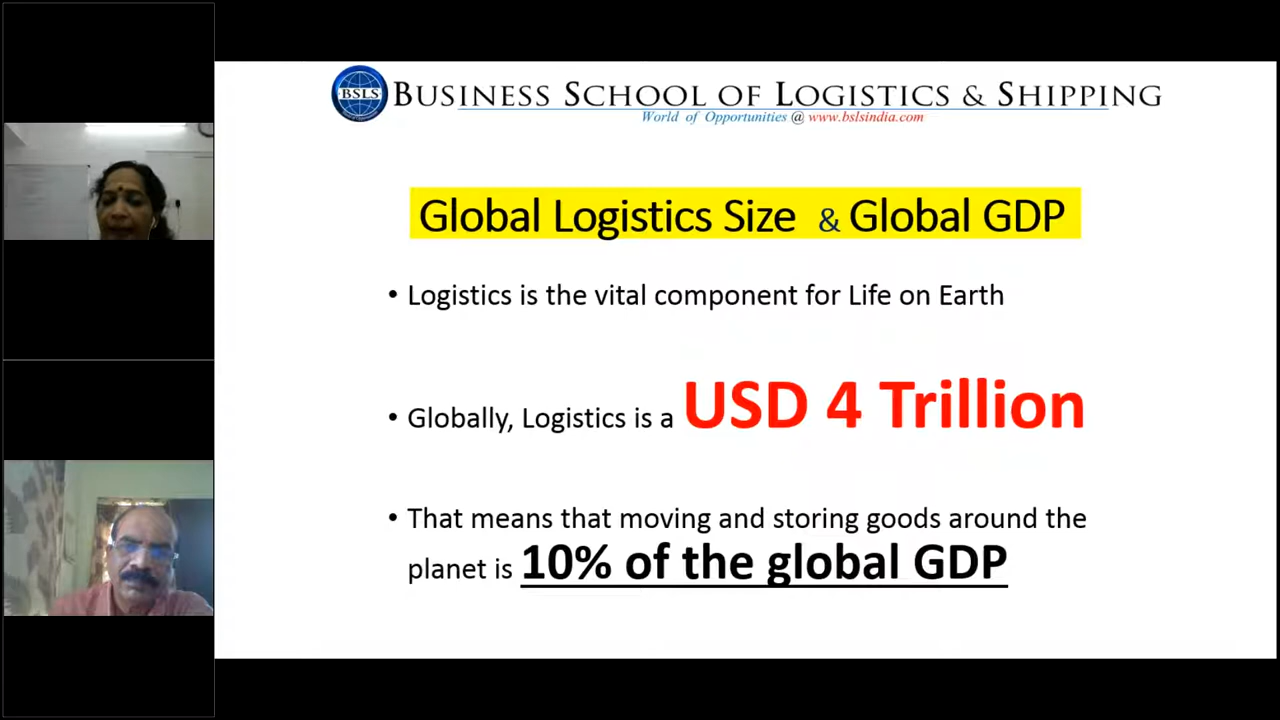 BSLS
BUSINESS SCHOOL OF LOGISTICS & SHIPPING
World of Opportunities @ www.bslsindia.com
Global Logistics Size & Global GDP
• Logistics is the vital component for Life on Earth
• Globally, Logistics is a USD 4 Trillion
• That means that moving and storing goods around the
planet is 10% of the global GDP